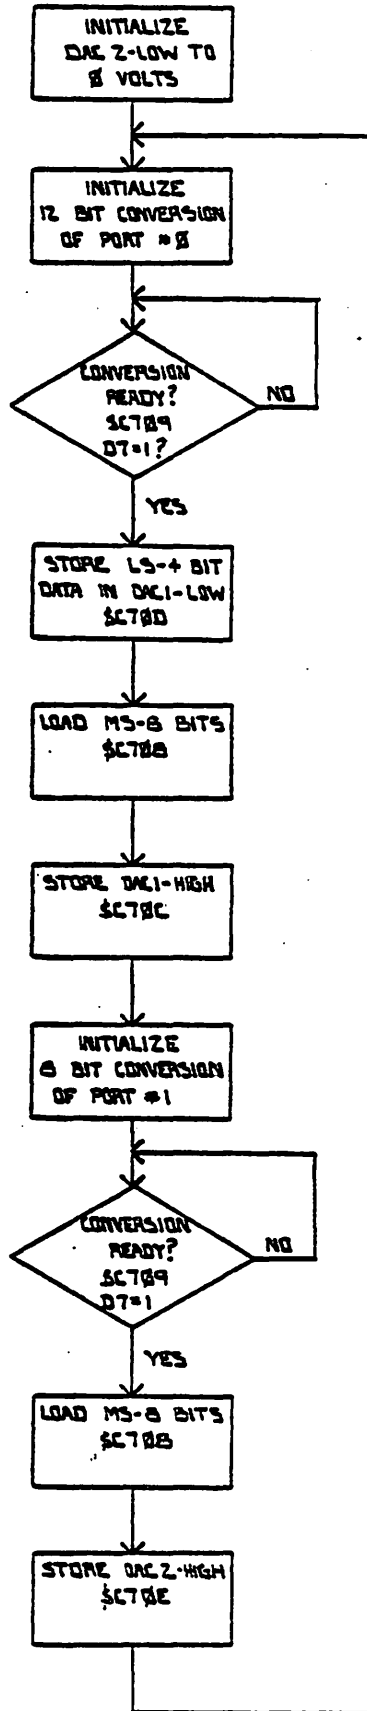 INITIALIZE
DAC 2-LOW TO
Ø VOLTS
INITIALIZE
12 BIT CONVERSION
OF PORT #Ø
CONVERSION
READY?
$C7Ø9
D7=1?
NO
YES
STORE LS-4 BIT
DATA IN DAC1-LOW
$C7ØD
LOAD MS-8 BITS
$C7ØB
STORE DAC1-HIGH
$C7ØC
INITIALIZE
8 BIT CONVERSION
OF PORT #1
CONVERSION
READY?
$C7Ø9
D7=1
NO
YES
LOAD MS-8 BITS
$C7ØB
STORE DAC 2-HIGH
$C7ØE